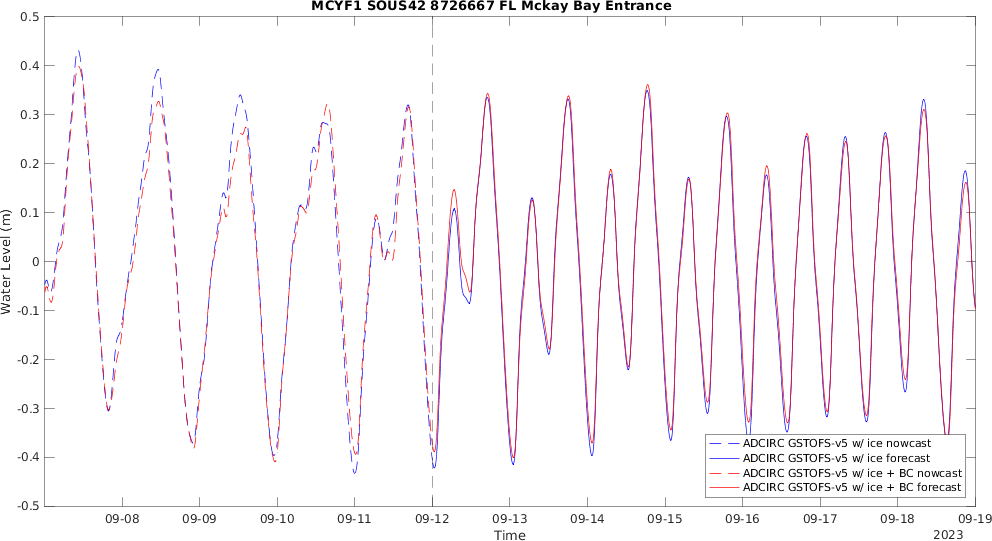 MCYF1 SOUS42 8726667 FL Mckay Bay Entrance
0.5
0.4
0.3
0.2
0.1
0
-0.1
-0.2
-0.3
-0.4
-0.5
Water Level (m)
ADCIRC GSTOFS-v5 w/ ice nowcast
ADCIRC GSTOFS-v5 w/ ice forecast
ADCIRC GSTOFS-v5 w/ ice + BC nowcast
ADCIRC GSTOFS-v5 w/ ice + BC forecast
09-08 09-09 09-10 09-11 09-12 09-13 09-14 09-15 09-16 09-17 09-18 09-19
Time
2023